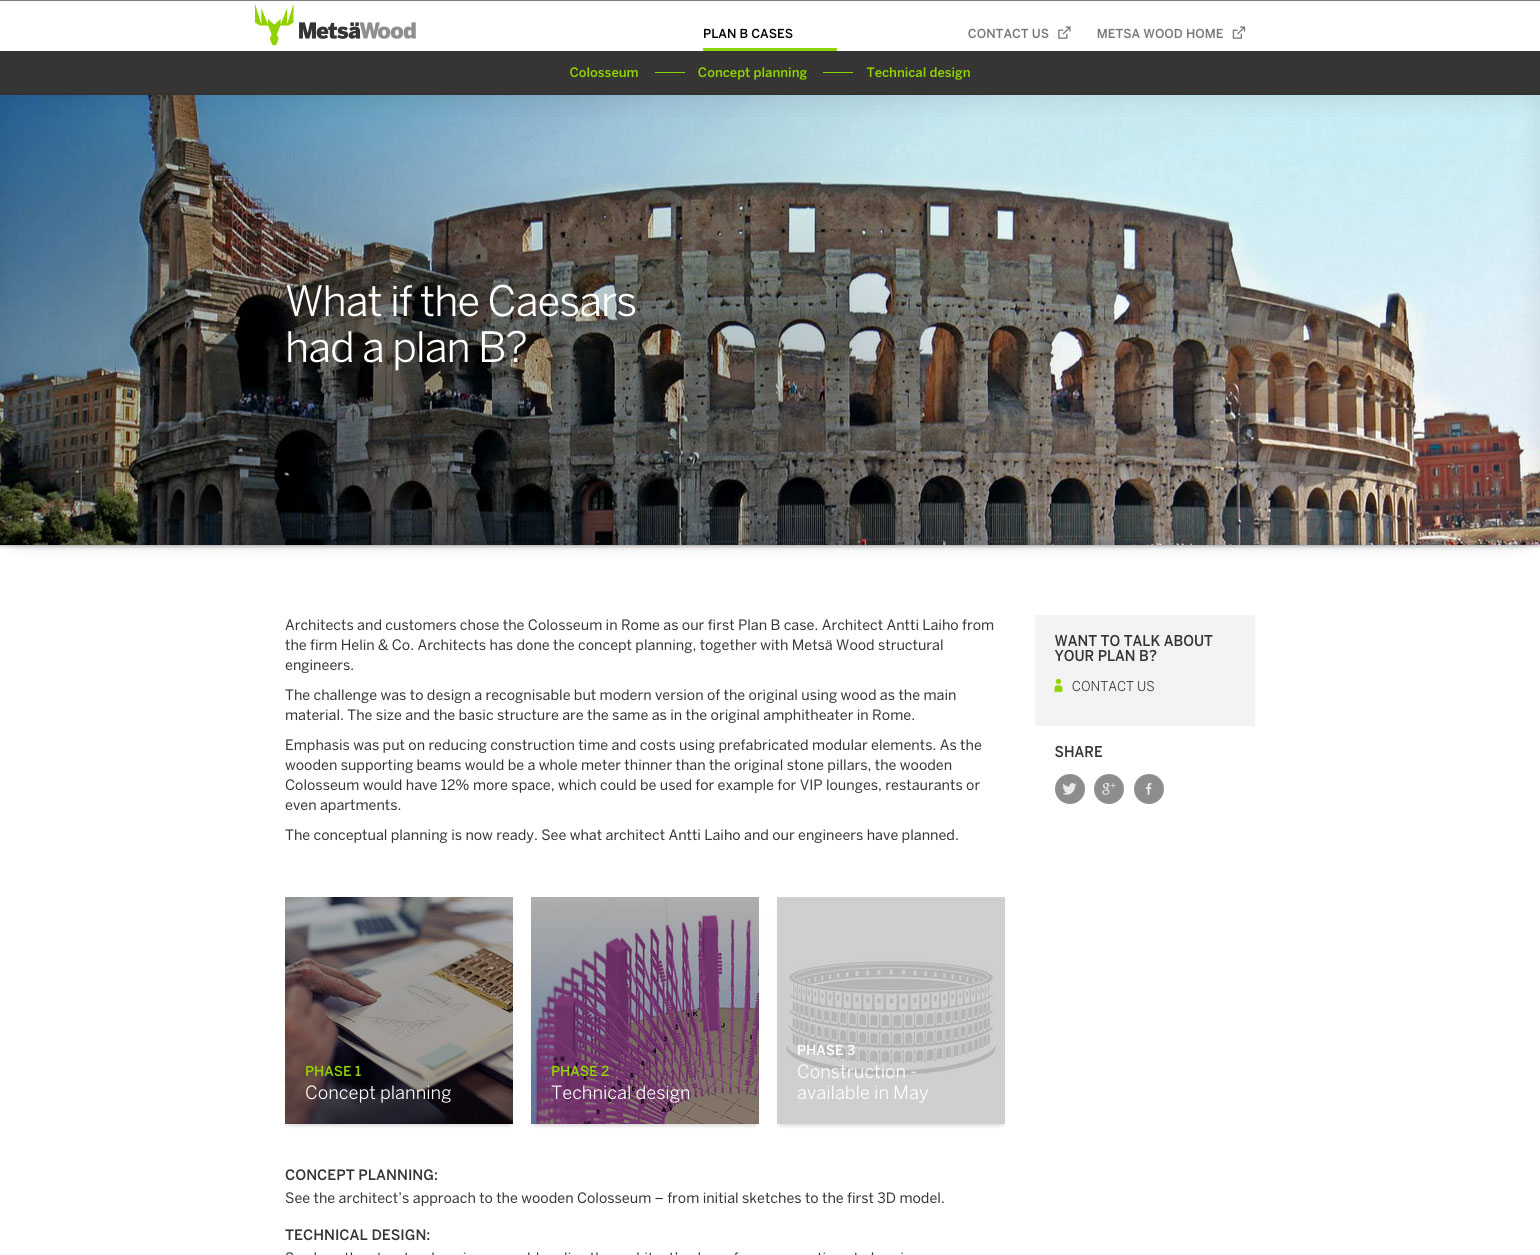 MetsäWood
PLAN B CASES
CONTACT US
METSA WOOD HOME
Colosseum
Concept planning
Technical design
What if the Caesars
had a plan B?
Architects and customers chose the Colosseum in Rome as our first Plan B case. Architect Antti Laiho from
the firm Helin & Co. Architects has done the concept planning, together with Metsä Wood structural
engineers.
The challenge was to design a recognisable but modern version of the original using wood as the main
material. The size and the basic structure are the same as in the original amphitheater in Rome.
Emphasis was put on reducing construction time and costs using prefabricated modular elements. As the
wooden supporting beams would be a whole meter thinner than the original stone pillars, the wooden
Colosseum would have 12% more space, which could be used for example for VIP lounges, restaurants or
even apartments.
The conceptual planning is now ready. See what architect Antti Laiho and our engineers have planned.
WANT TO TALK ABOUT
YOUR PLAN B?
CONTACT US
SHARE
PHASE 1
Concept planning
PHASE 2
Technical design
PHASE 3
Construction -
available in May
CONCEPT PLANNING:
See the architect's approach to the wooden Colosseum – from initial sketches to the first 3D model.
TECHNICAL DESIGN: